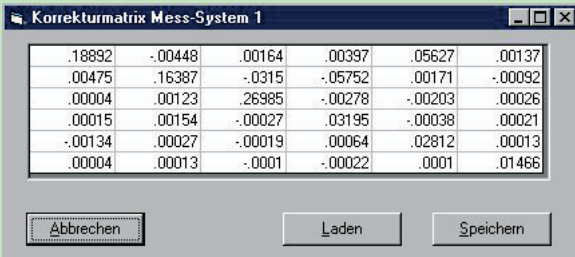 Korrekturmatrix Mess-System 1
.18892 -.00448 .00164 .00397 .05627 .00137
.00475 .16387 -.0315 -.05752 .00171 -.00092
.00004 .00123 .26985 -.00278 -.00203 .00026
.00015 .00154 -.00027 .03195 -.00038 .00021
-.00134 .00027 -.00019 .00064 .02812 .00013
.00004 .00013 -.0001 -.00022 .0001 .01466
Abbrechen Laden Speichern